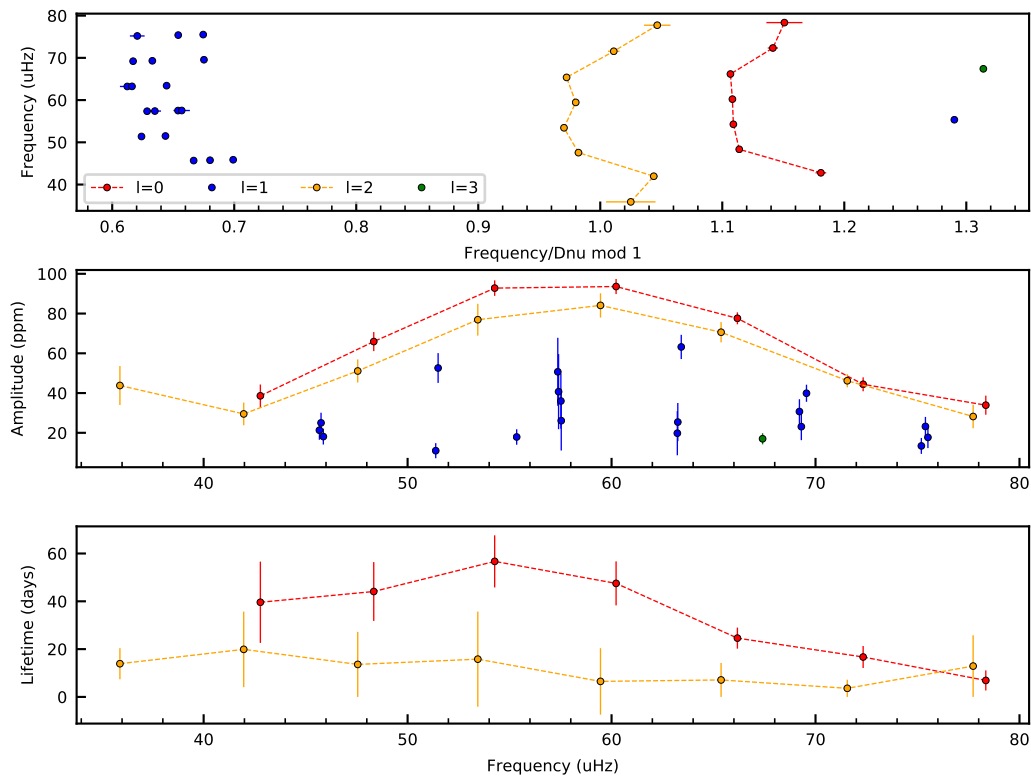 80
70
60
50
40
Frequency (uHz)
l=0 l=1 l=2 l=3
0.6 0.7 0.8 0.9 1.0 1.1 1.2 1.3
Frequency/Dnu mod 1
100
80
60
40
20
Amplitude (ppm)
40 50 60 70 80
60
40
20
0
Lifetime (days)
40 50 60 70 80
Frequency (uHz)